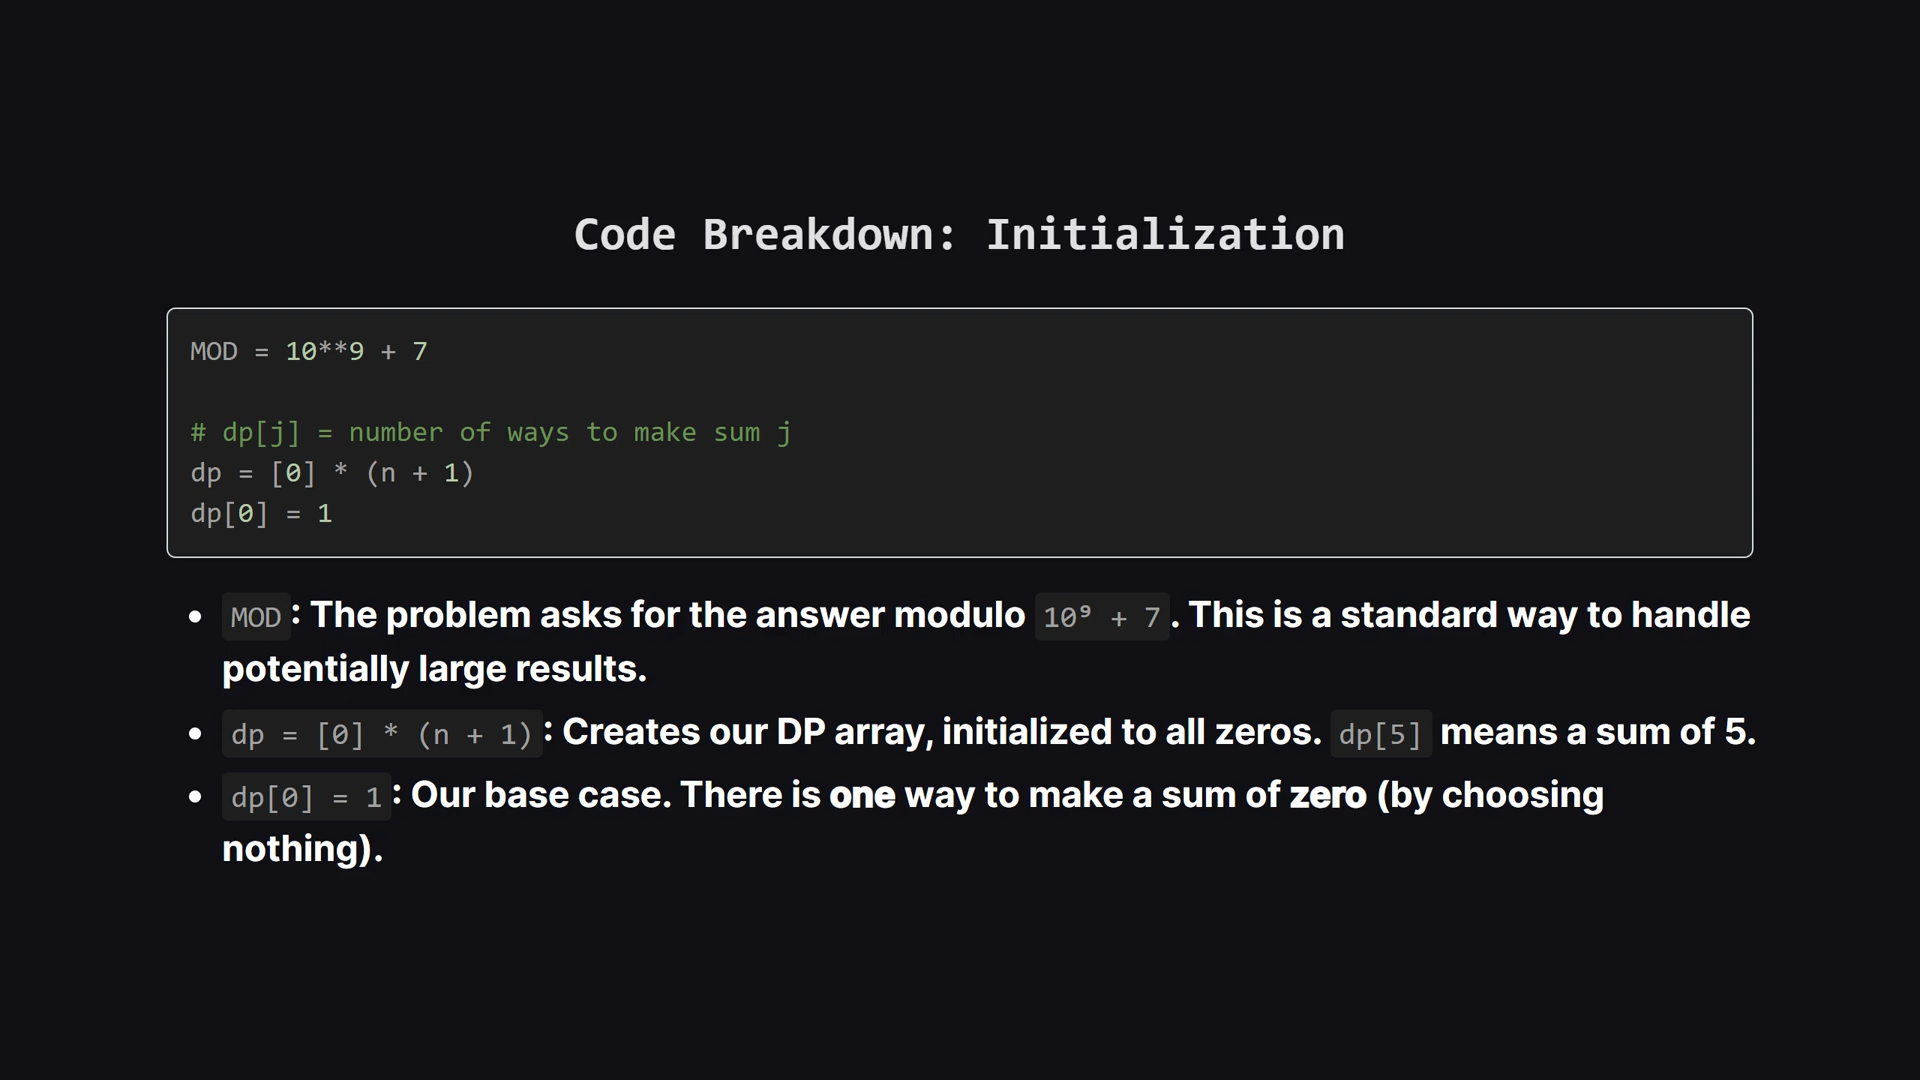 Code Breakdown: Initialization
MOD = 10**9 + 7
# dp[j] = number of ways to make sum j
dp = [0] * (n + 1)
dp[0] = 1
• MOD: The problem asks for the answer modulo 10⁹ + 7. This is a standard way to handle
potentially large results.
• dp = [0] * (n + 1): Creates our DP array, initialized to all zeros. dp[5] means a sum of 5.
• dp[0] = 1: Our base case. There is one way to make a sum of zero (by choosing
nothing).